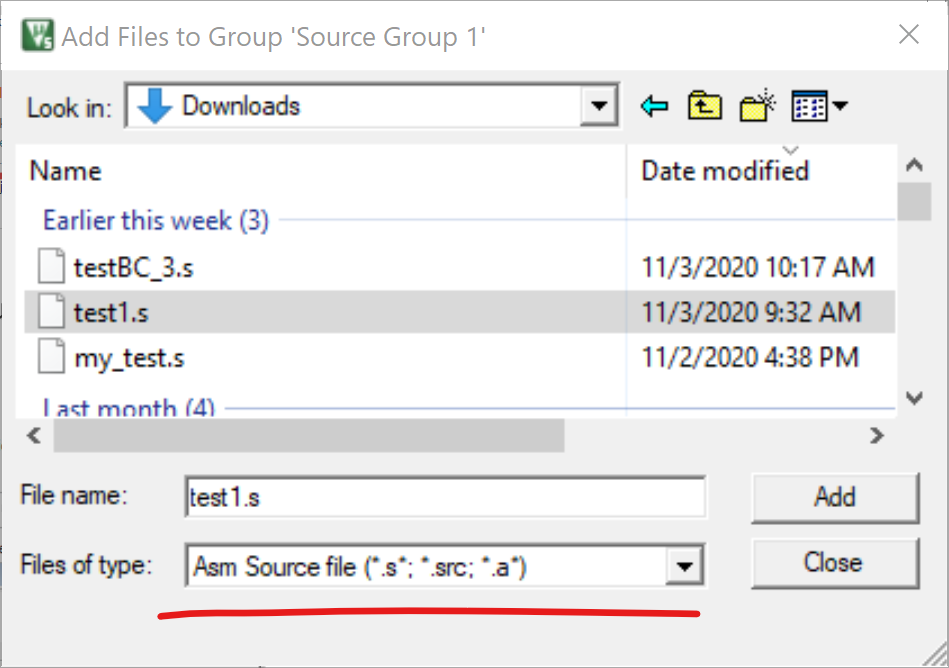 Add Files to Group 'Source Group 1'
Look in: Downloads
Name Date modified
Earlier this week (3)
testBC_3.s 11/3/2020 10:17 AM
test1.s 11/3/2020 9:32 AM
my_test.s 11/2/2020 4:38 PM
Last month (4)
File name: test1.s Add
Files of type: Asm Source file (*.s*; *.src; *.a*) Close